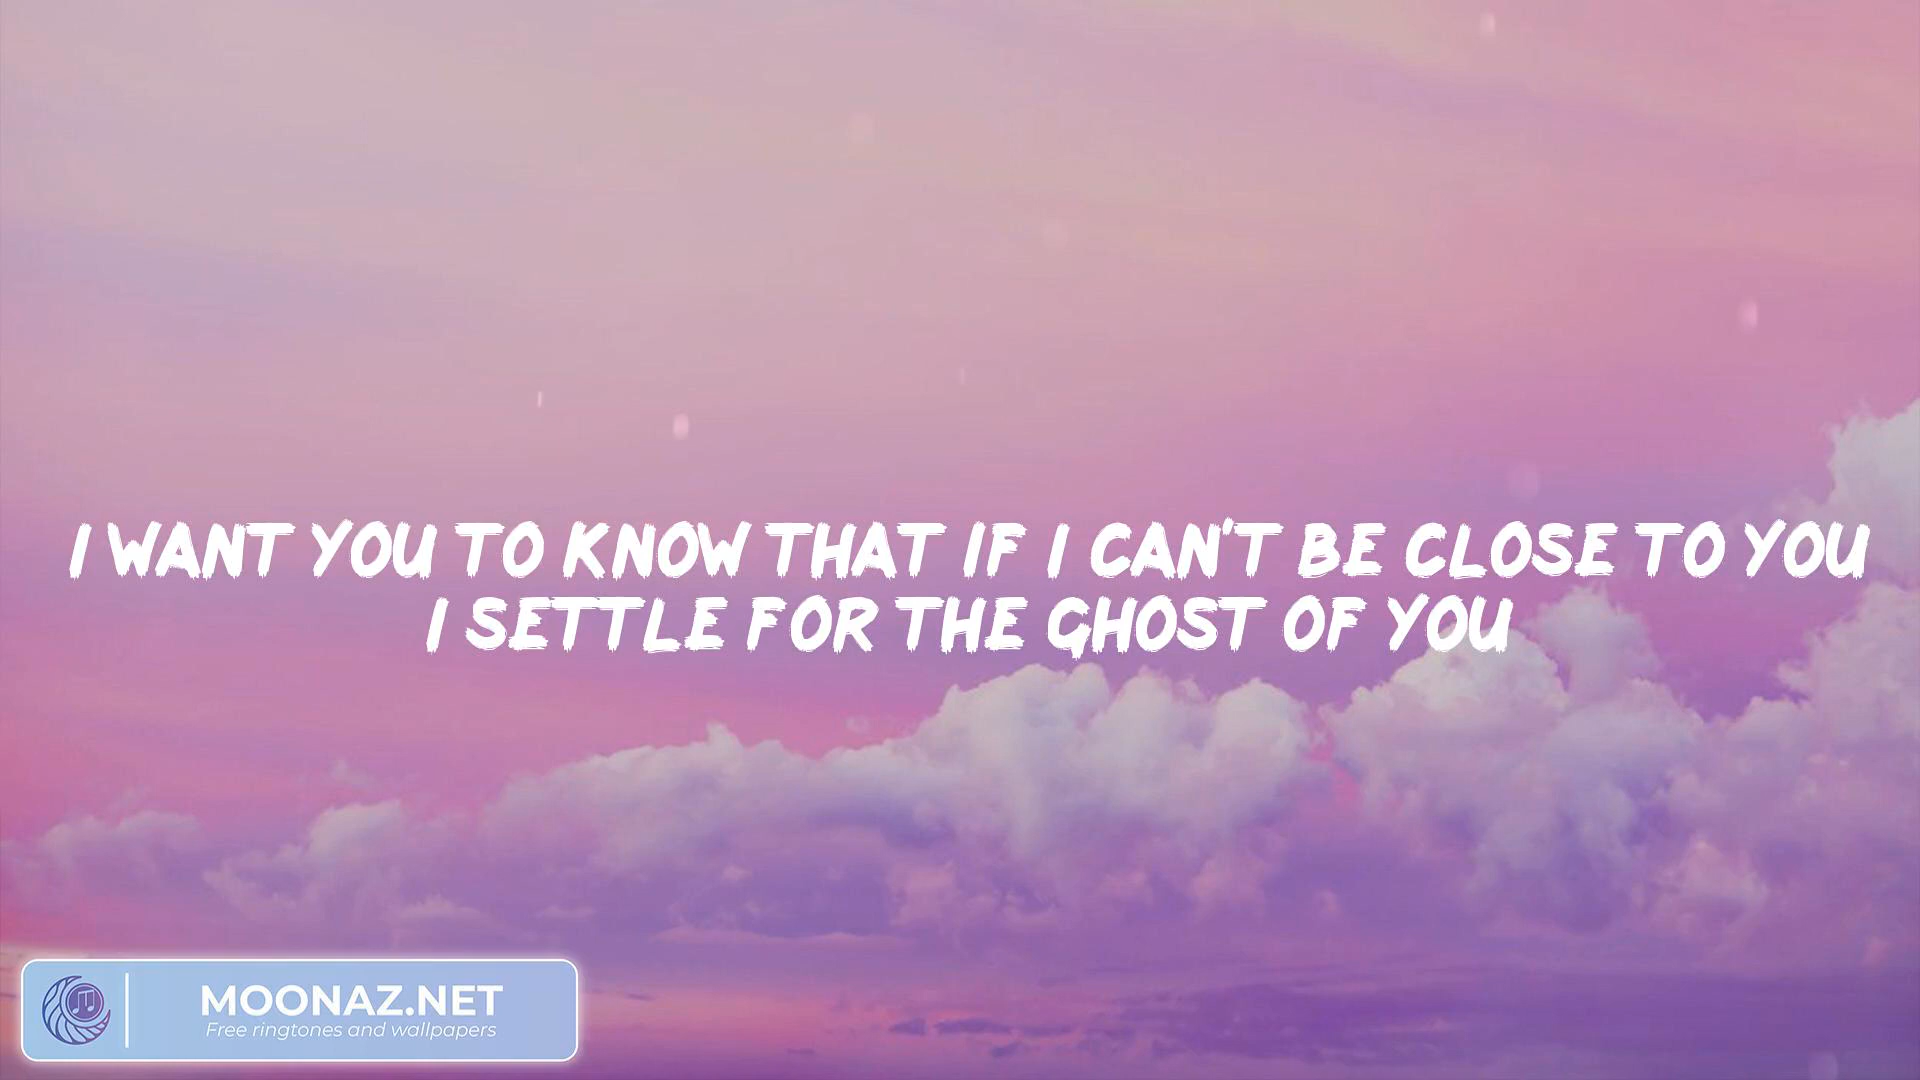 I WANT YOU TO KNOW THAT IF I CAN'T BE CLOSE TO YOU
I SETTLE FOR THE GHOST OF YOU
MOONAZ.NET
Free ringtones and wallpapers